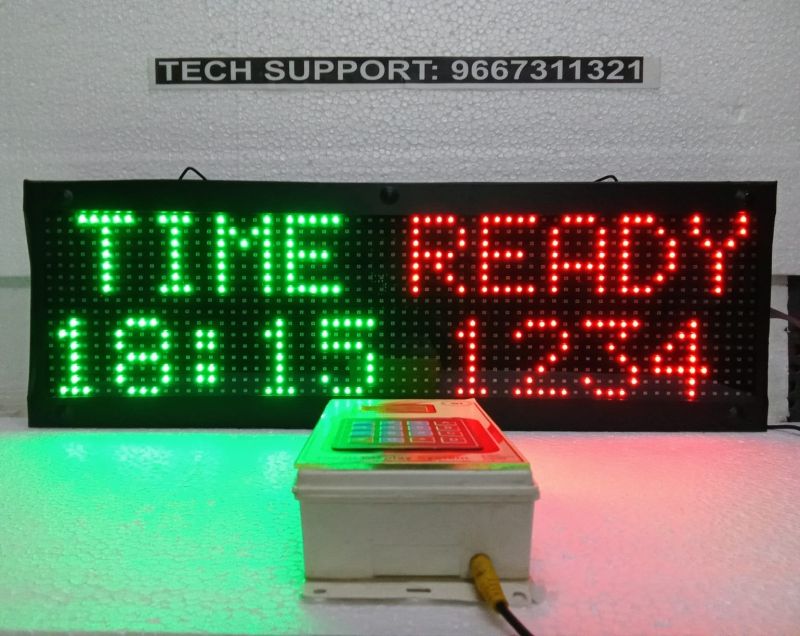 TECH SUPPORT: 9667311321
TIME READY
18:15 1234